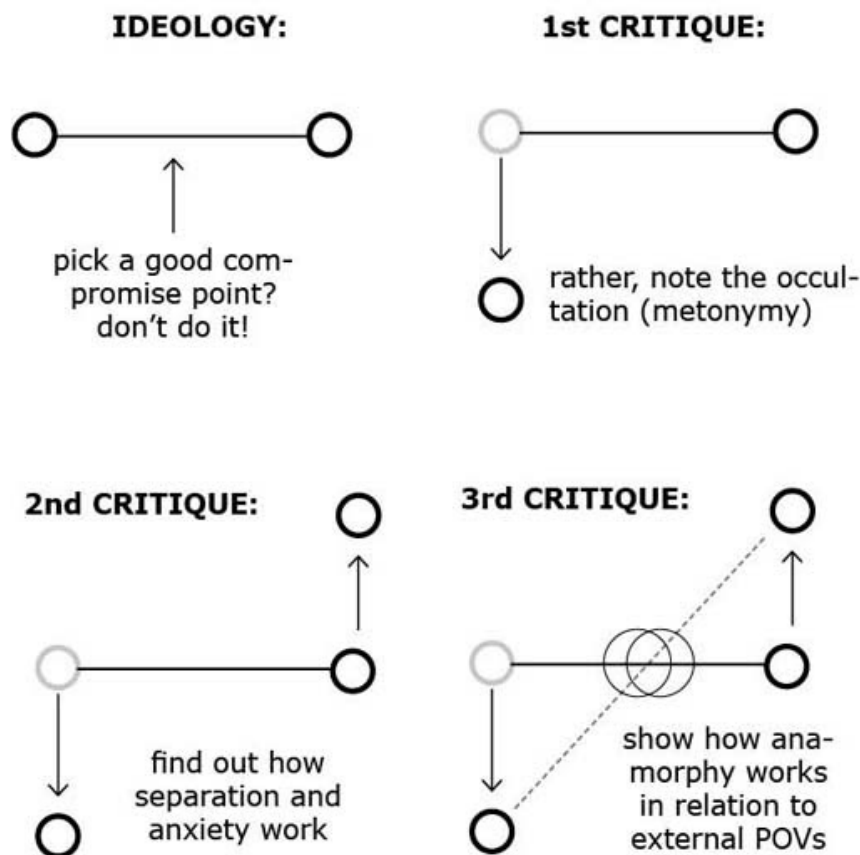 IDEOLOGY:
pick a good com-
promise point?
don't do it!
1st CRITIQUE:
rather, note the occul-
tation (metonymy)
2nd CRITIQUE:
find out how
separation and
anxiety work
3rd CRITIQUE:
show how ana-
morphy works
in relation to
external POVs